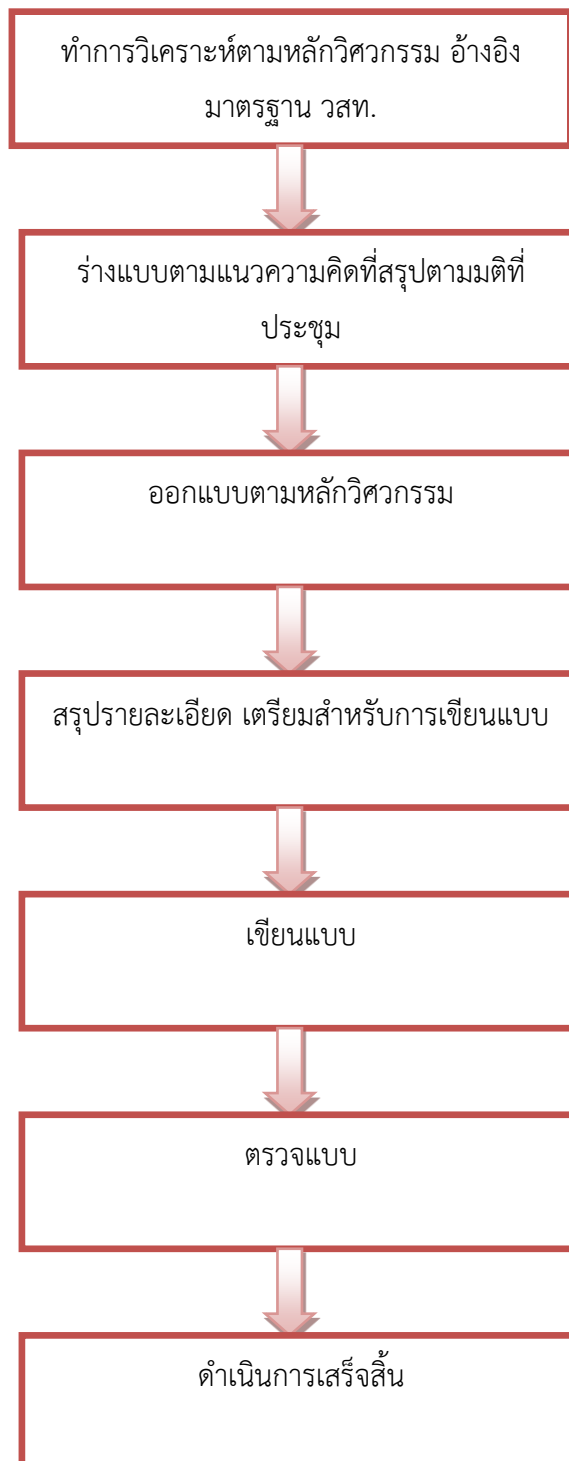 ทำการวิเคราะห์ตามหลักวิศวกรรม อ้างอิง
มาตรฐาน วสท.
ร่างแบบตามแนวความคิดที่สรุปตามมติที่
ประชุม
ออกแบบตามหลักวิศวกรรม
สรุปรายละเอียด เตรียมสำหรับการเขียนแบบ
เขียนแบบ
ตรวจแบบ
ดำเนินการเสร็จสิ้น